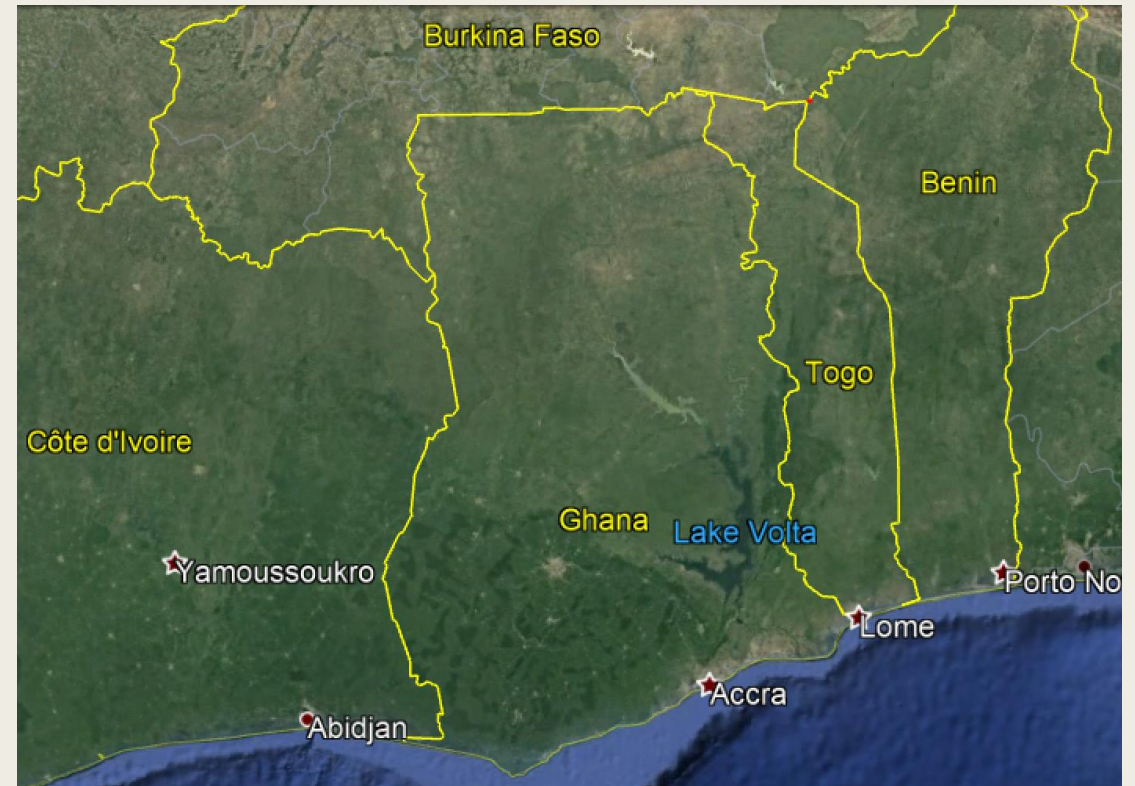 Burkina Faso
Benin
Togo
Côte d'Ivoire
Ghana
Lake Volta
Yamoussoukro
Porto No
Lome
Accra
Abidjan